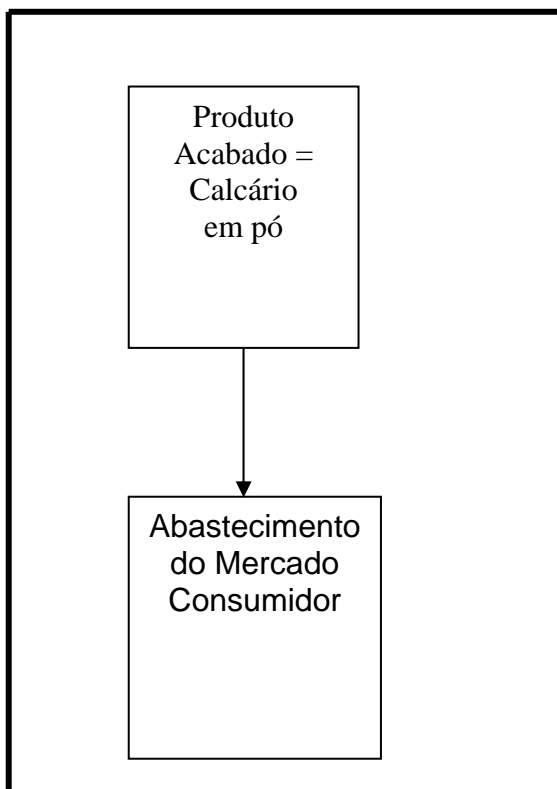 Produto
Acabado =
Calcário
em pó
Abastecimento
do Mercado
Consumidor